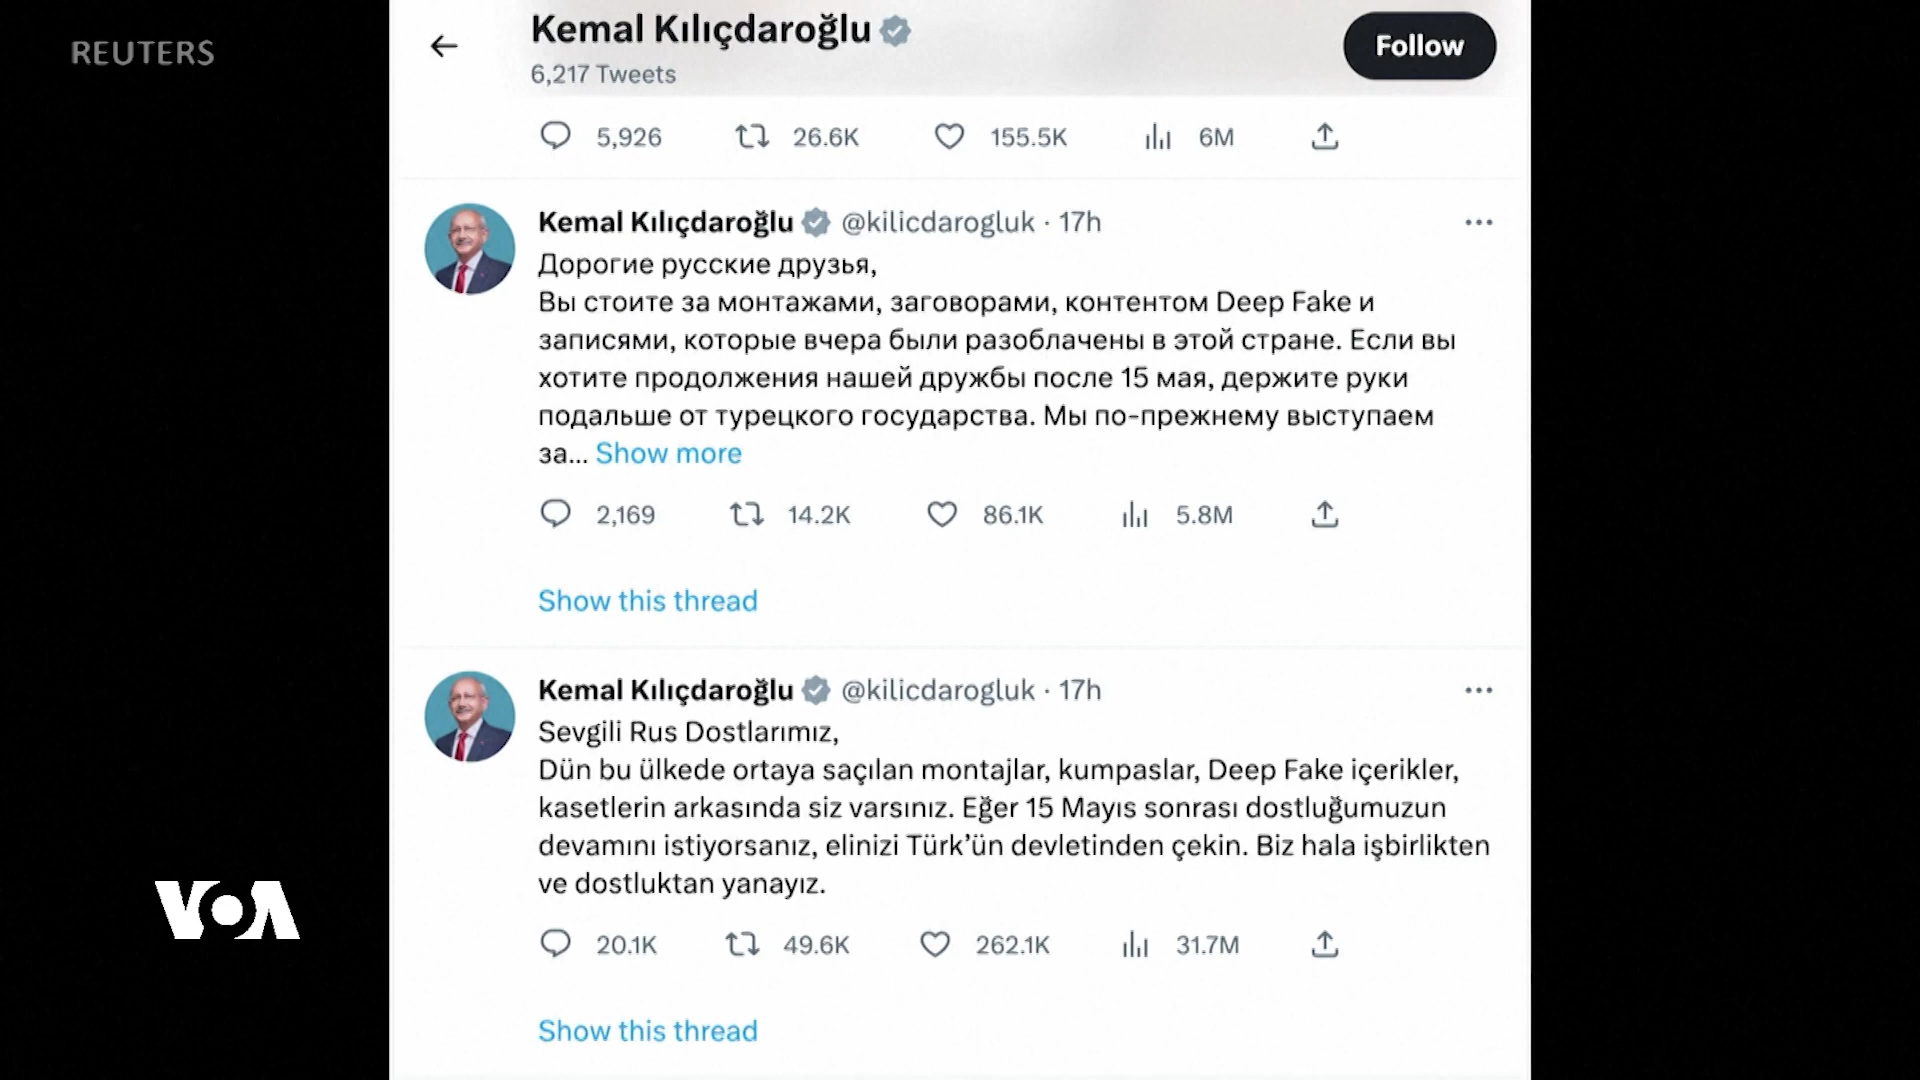 REUTERS
Kemal Kılıçdaroğlu
6,217 Tweets
Follow
5,926 26.6K 155.5K 6M
Kemal Kılıçdaroğlu @kilicdarogluk · 17h
Дорогие русские друзья,
Вы стоите за монтажами, заговорами, контентом Deep Fake и
записями, которые вчера были разоблачены в этой стране. Если вы
хотите продолжения нашей дружбы после 15 мая, держите руки
подальше от турецкого государства. Мы по-прежнему выступаем
за... Show more
2,169 14.2K 86.1K 5.8M
Show this thread
Kemal Kılıçdaroğlu @kilicdarogluk · 17h
Sevgili Rus Dostlarımız,
Dün bu ülkede ortaya saçılan montajlar, kumpaslar, Deep Fake içerikler,
kasetlerin arkasında siz varsınız. Eğer 15 Mayıs sonrası dostluğumuzun
devamını istiyorsanız, elinizi Türk’ün devletinden çekin. Biz hala işbirlikten
ve dostluktan yanayız.
20.1K 49.6K 262.1K 31.7M
Show this thread
VOA